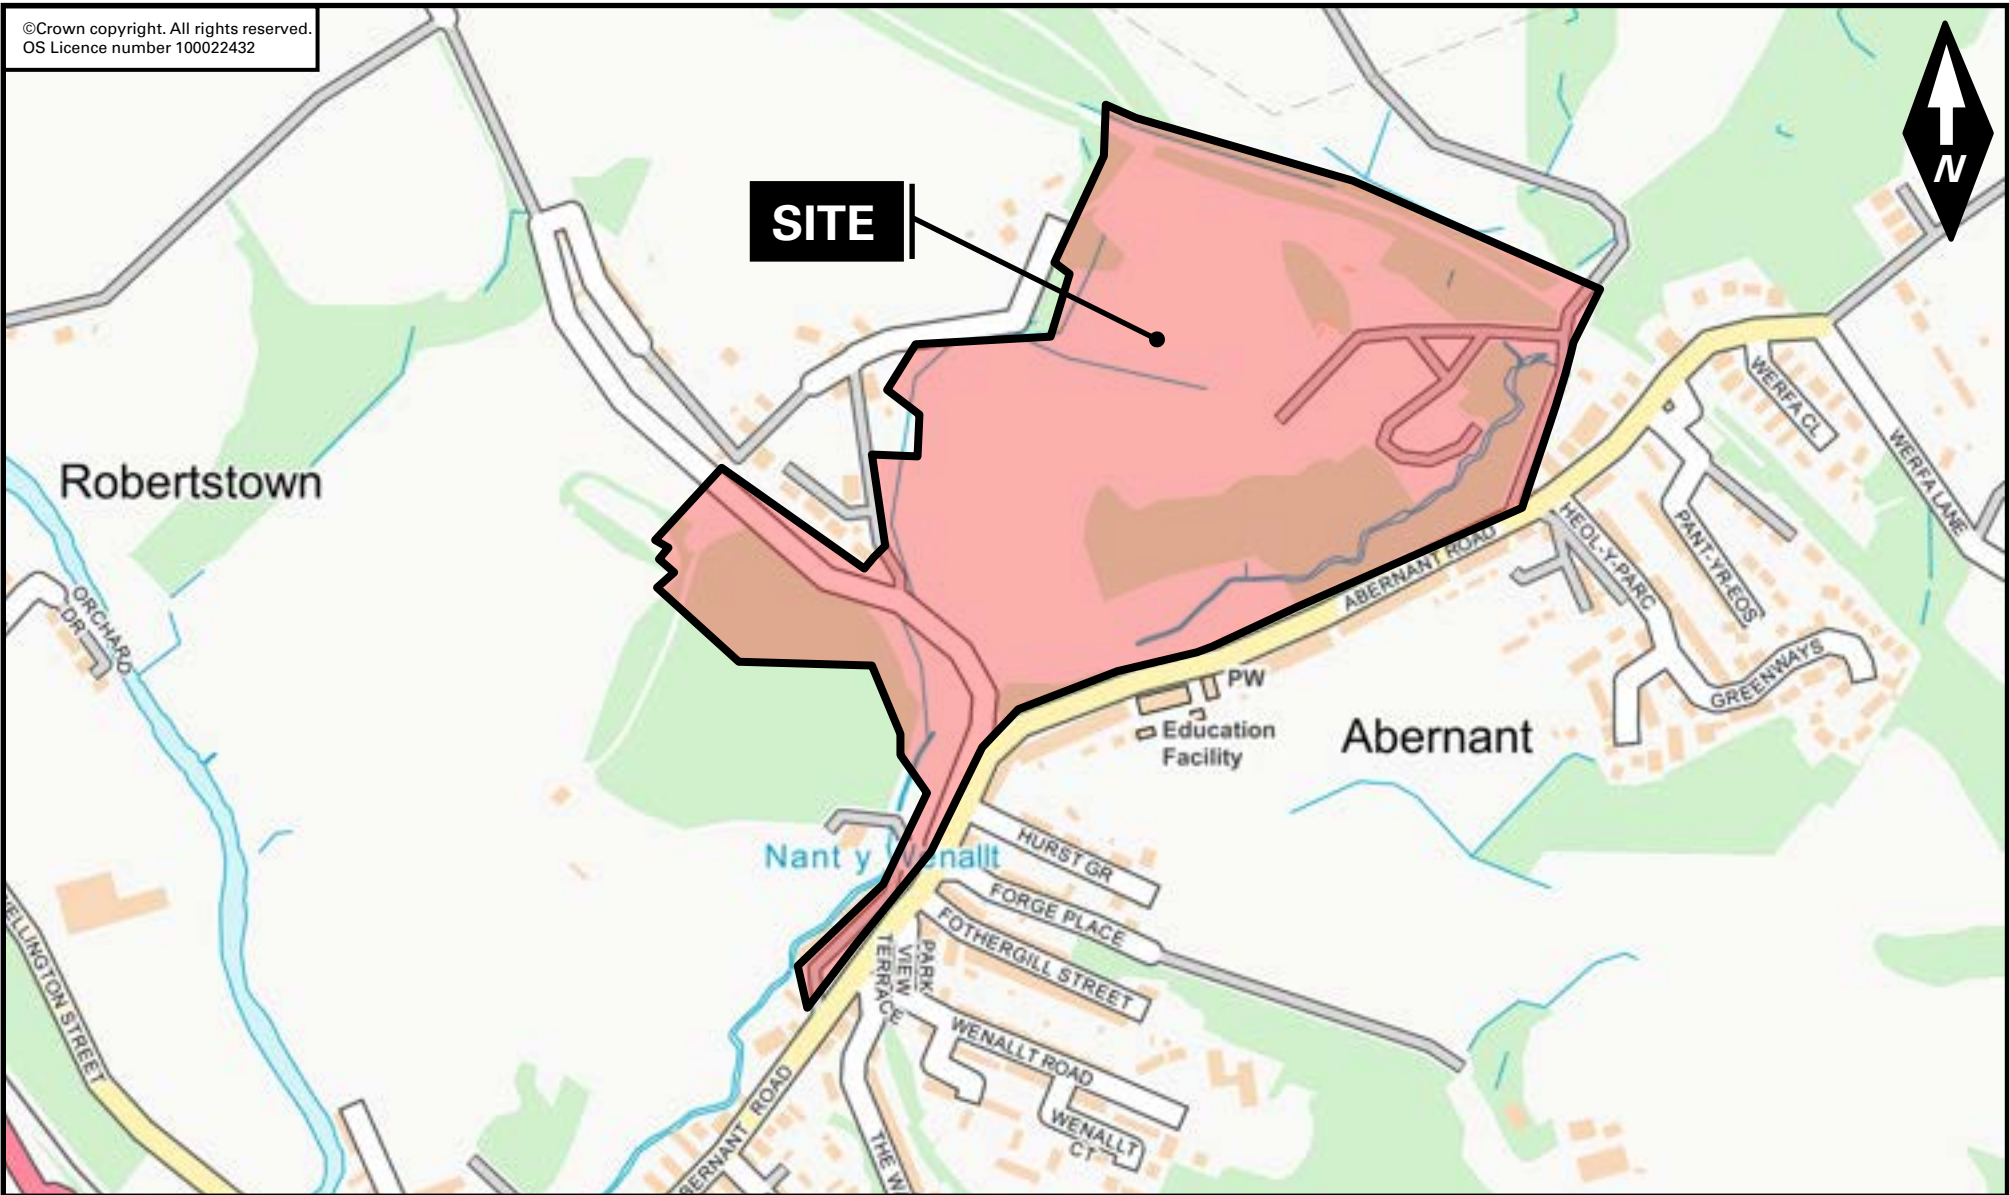 ©Crown copyright. All rights reserved.
OS Licence number 100022432
N
SITE
Robertstown
ORCHARD
DR
WERFA CL
WERFA LANE
PANT-YR-EOS
HEOL-Y-PARC
ABERNANT ROAD
GREENWAYS
PW
Education
Facility
Abernant
Nant y Wenallt
HURST GR
FORGE PLACE
FOTHERGILL STREET
PARK
VIEW
TERRACE
WENALLT ROAD
WENALLT
CT
ELLINGTON STREET
BERNANT ROAD
THE W